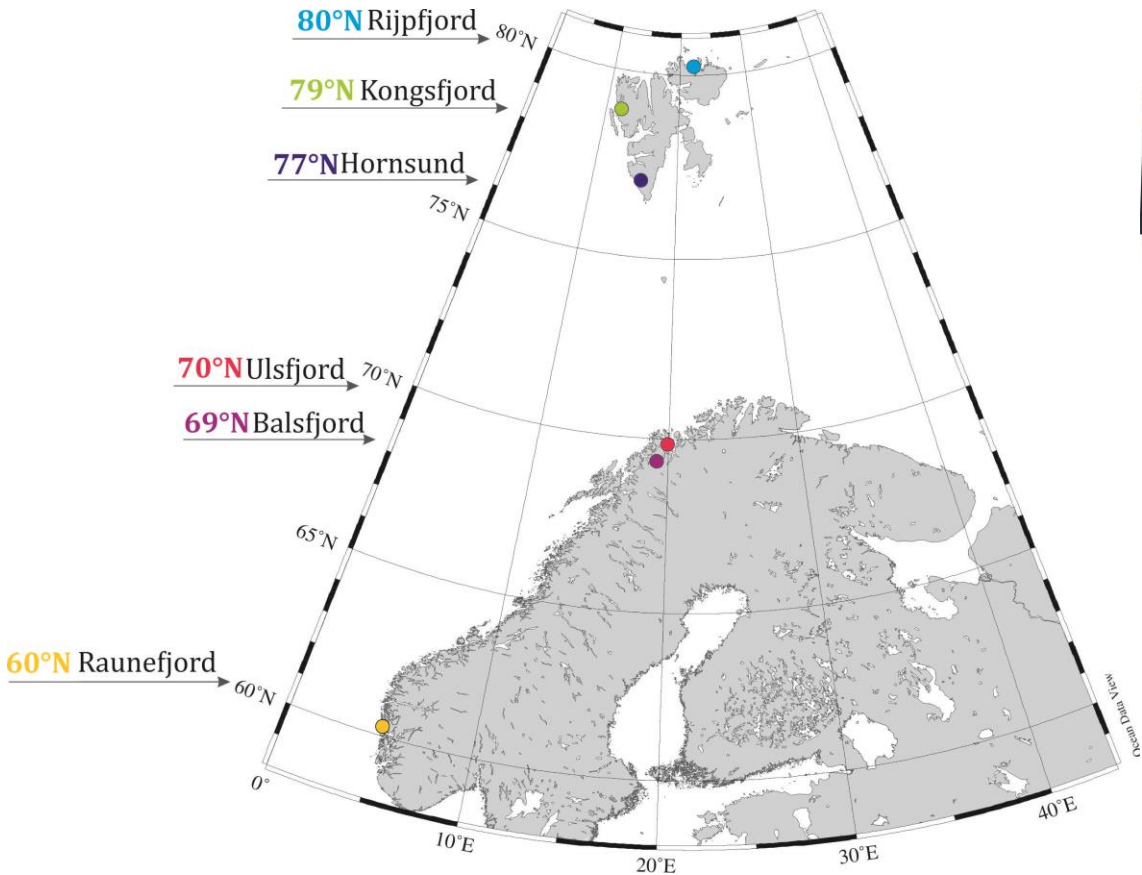 80°N Rijpfjord
80°N
79°N Kongsfjord
77°N Hornsund
75°N
70°N Ulsfjord
70°N
69°N Balsfjord
65°N
60°N Raunefjord
60°N
0°
10°E
20°E
30°E
40°E
Ocean Data View